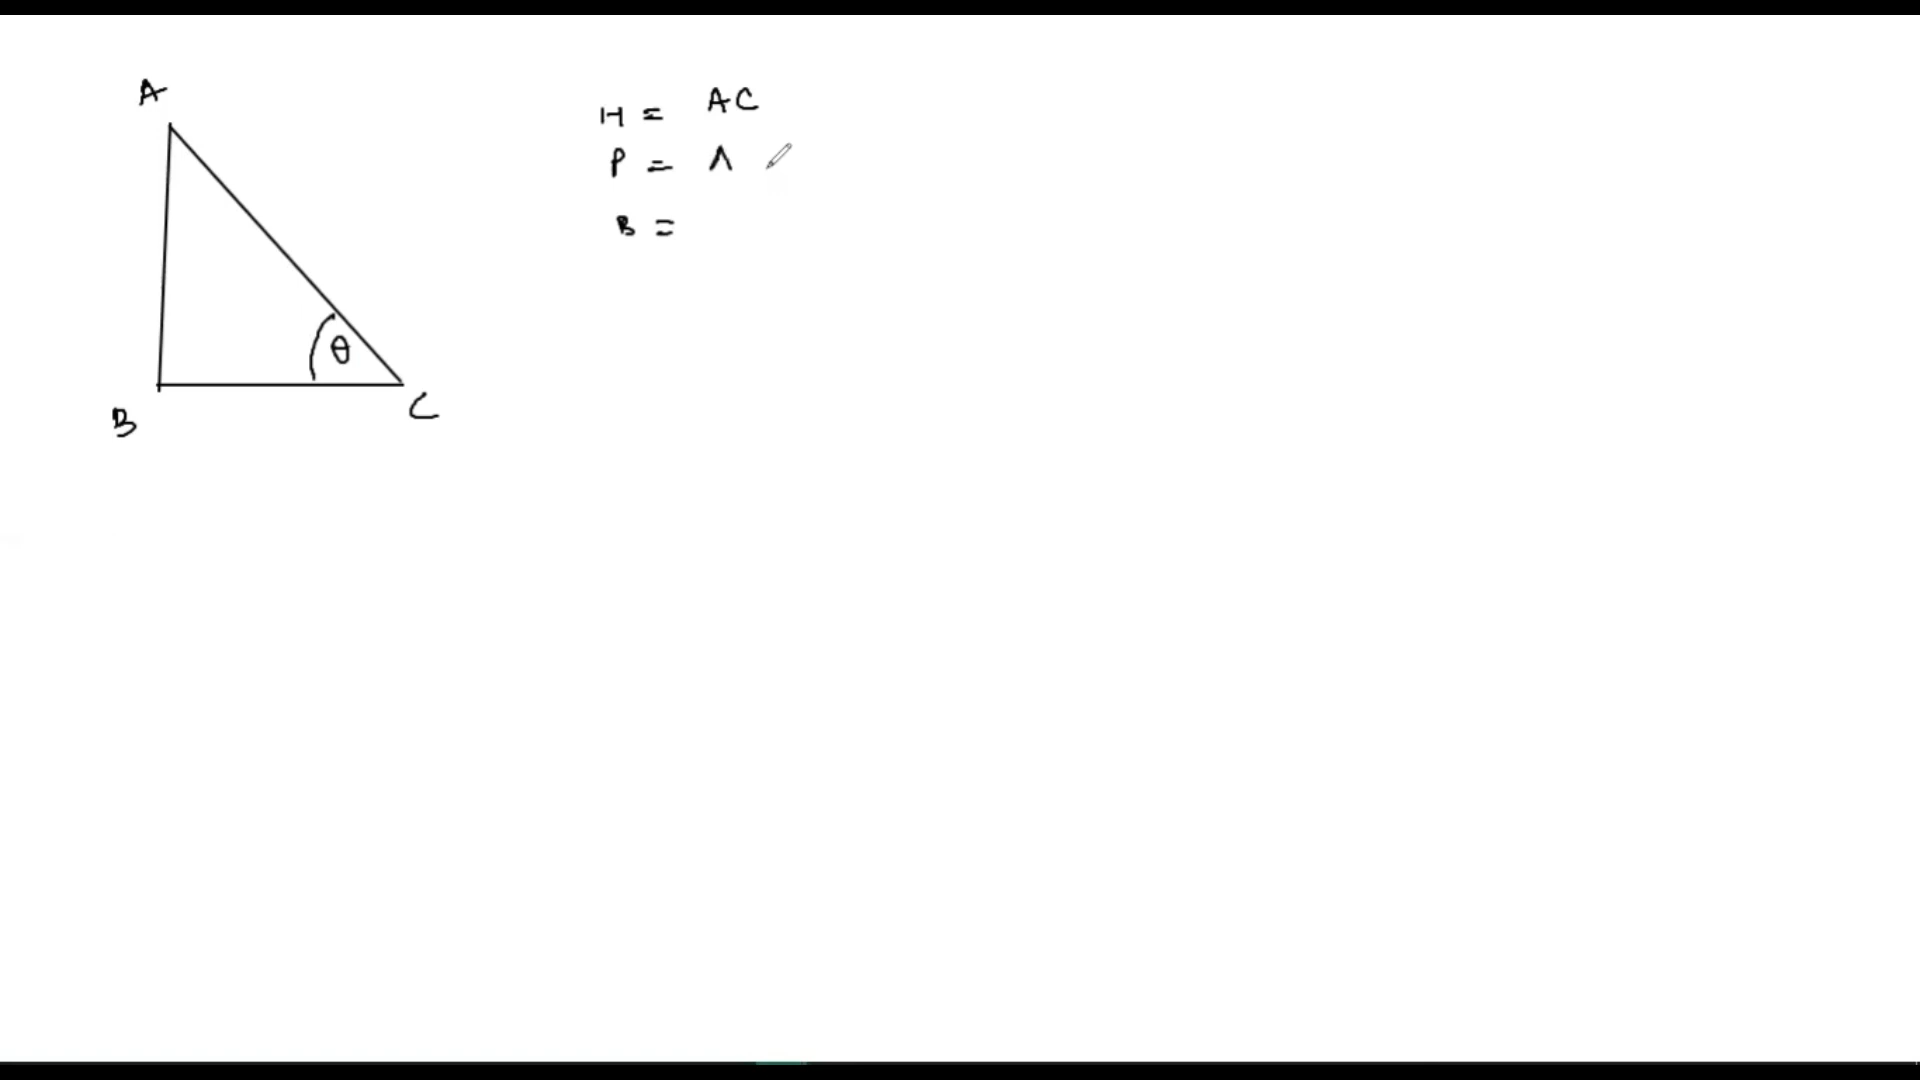 A
H = AC
P = A
B =
θ
B
C